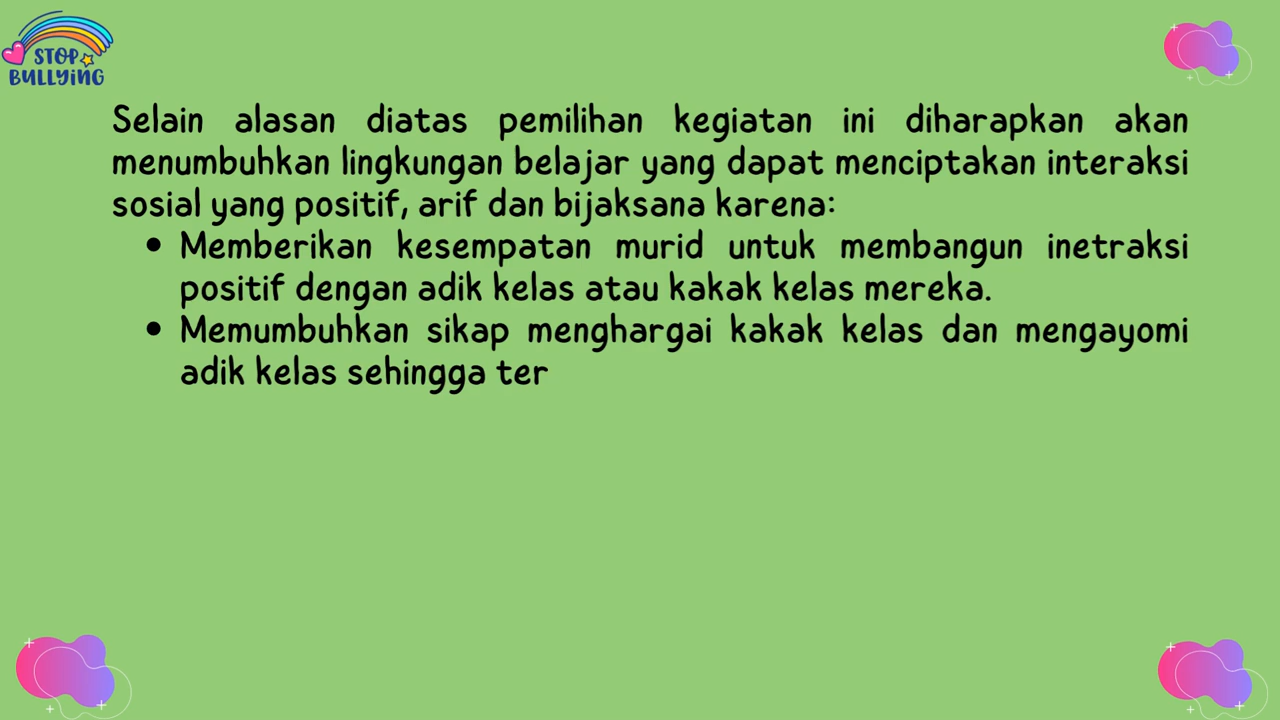 STOP
BULLYING
Selain alasan diatas pemilihan kegiatan ini diharapkan akan
menumbuhkan lingkungan belajar yang dapat menciptakan interaksi
sosial yang positif, arif dan bijaksana karena:
• Memberikan kesempatan murid untuk membangun inetraksi
positif dengan adik kelas atau kakak kelas mereka.
• Memumbuhkan sikap menghargai kakak kelas dan mengayomi
adik kelas sehingga ter